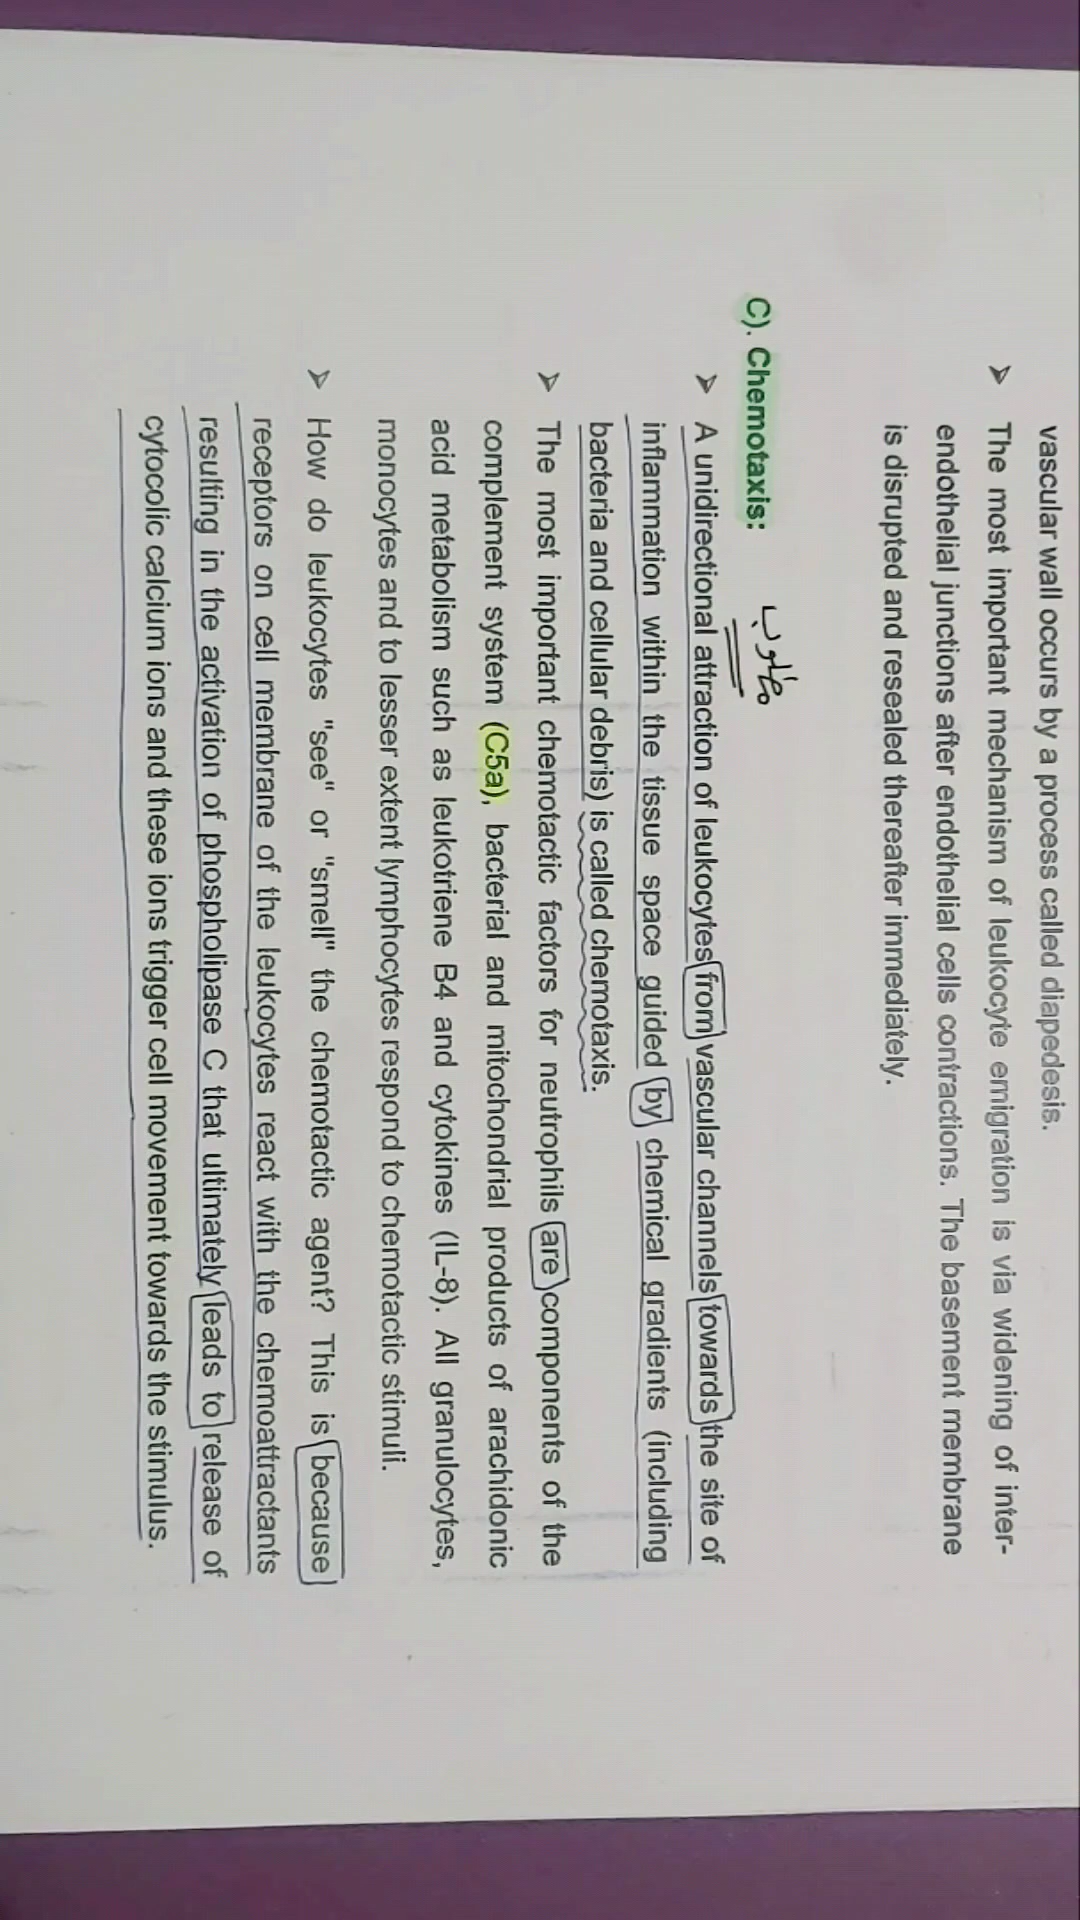 vascular wall occurs by a process called diapedesis.
➢ The most important mechanism of leukocyte emigration is via widening of inter-
endothelial junctions after endothelial cells contractions. The basement membrane
is disrupted and resealed thereafter immediately.
C). Chemotaxis:
مطلوب
➢ A unidirectional attraction of leukocytes from vascular channels towards the site of
inflammation within the tissue space guided by chemical gradients (including
bacteria and cellular debris) is called chemotaxis.
➢ The most important chemotactic factors for neutrophils are components of the
complement system (C5a), bacterial and mitochondrial products of arachidonic
acid metabolism such as leukotriene B4 and cytokines (IL-8). All granulocytes,
monocytes and to lesser extent lymphocytes respond to chemotactic stimuli.
➢ How do leukocytes "see" or "smell" the chemotactic agent? This is because
receptors on cell membrane of the leukocytes react with the chemoattractants
resulting in the activation of phospholipase C that ultimately leads to release of
cytocolic calcium ions and these ions trigger cell movement towards the stimulus.